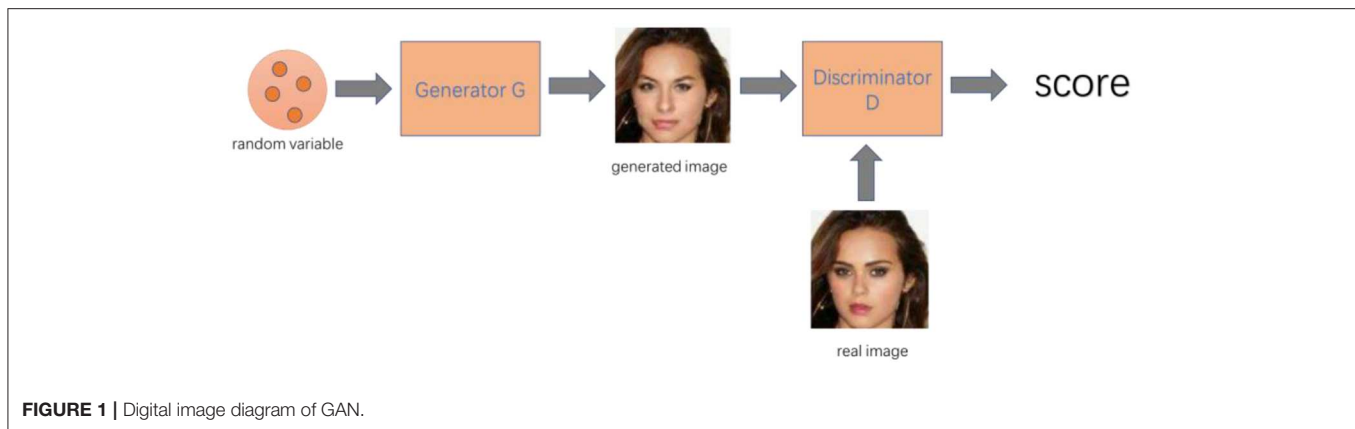 random variable
Generator G
generated image
Discriminator
D
score
real image
FIGURE 1 | Digital image diagram of GAN.